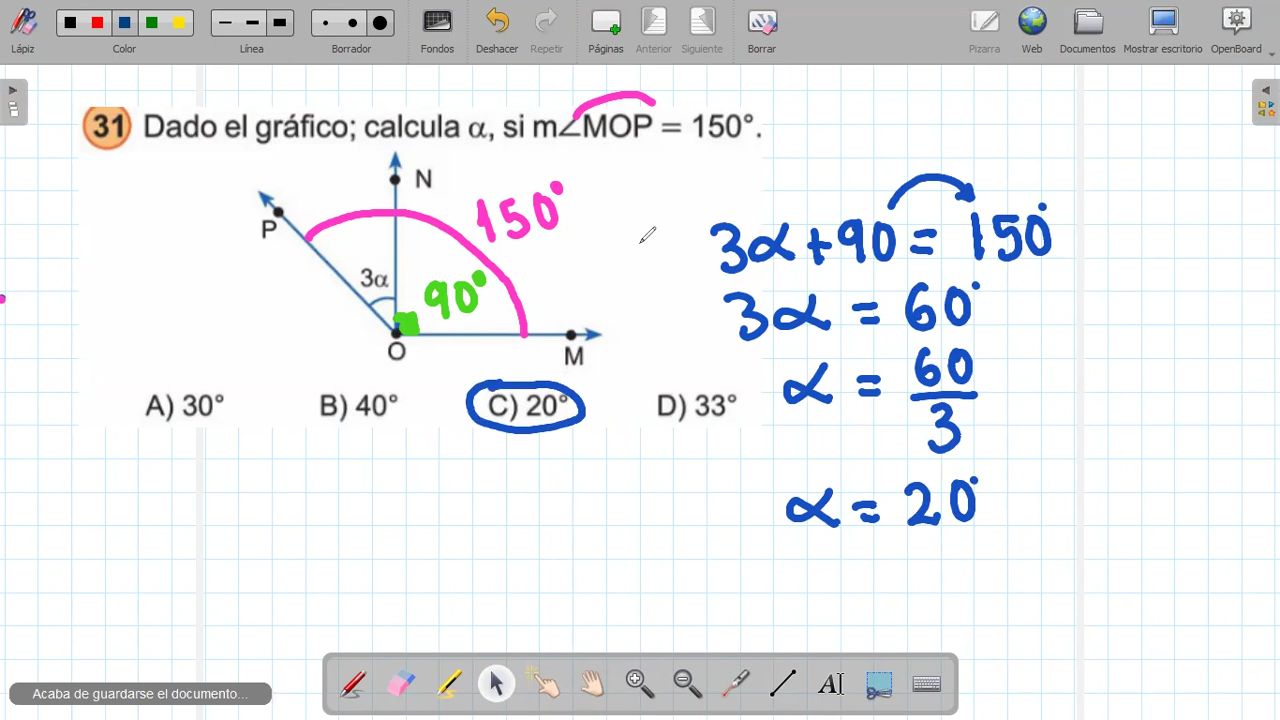 Lápiz Color Línea Borrador Fondos Deshacer Repetir Páginas Anterior Siguiente Borrar Pizarra Web Documentos Mostrar escritorio OpenBoard
31 Dado el gráfico; calcula α, si m∠MOP = 150°.
N
P
150°
3α
90°
O
M
A) 30° B) 40° C) 20° D) 33°
3α+90 = 150°
3α = 60°
α = 60/3
α = 20°
Acaba de guardarse el documento...
AI